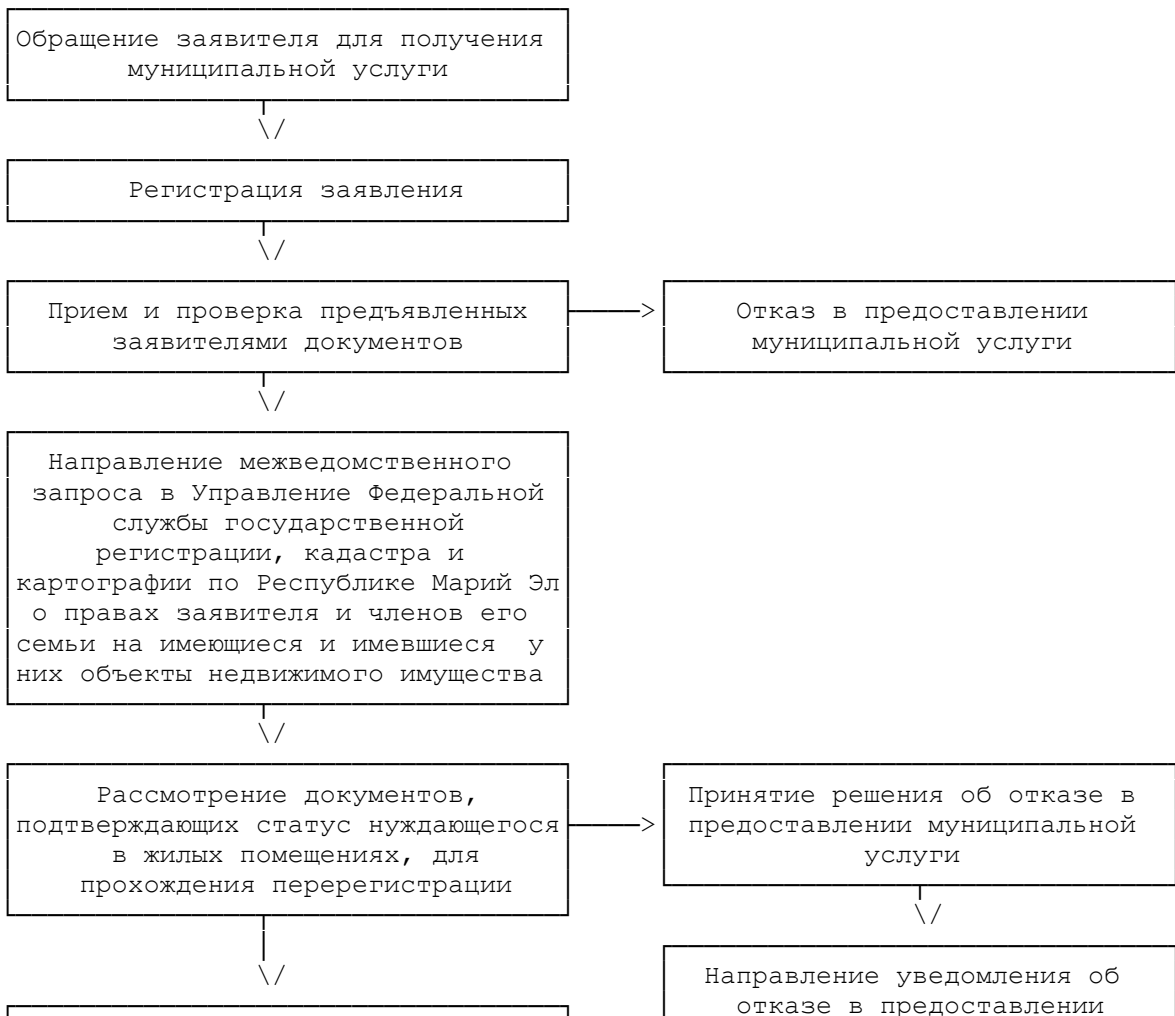 Обращение заявителя для получения
муниципальной услуги
Регистрация заявления
Прием и проверка предъявленных
заявителями документов
Отказ в предоставлении
муниципальной услуги
Направление межведомственного
запроса в Управление Федеральной
службы государственной
регистрации, кадастра и
картографии по Республике Марий Эл
о правах заявителя и членов его
семьи на имеющиеся и имевшиеся у
них объекты недвижимого имущества
Рассмотрение документов,
подтверждающих статус нуждающегося
в жилых помещениях, для
прохождения перерегистрации
Принятие решения об отказе в
предоставлении муниципальной
услуги
Направление уведомления об
отказе в предоставлении